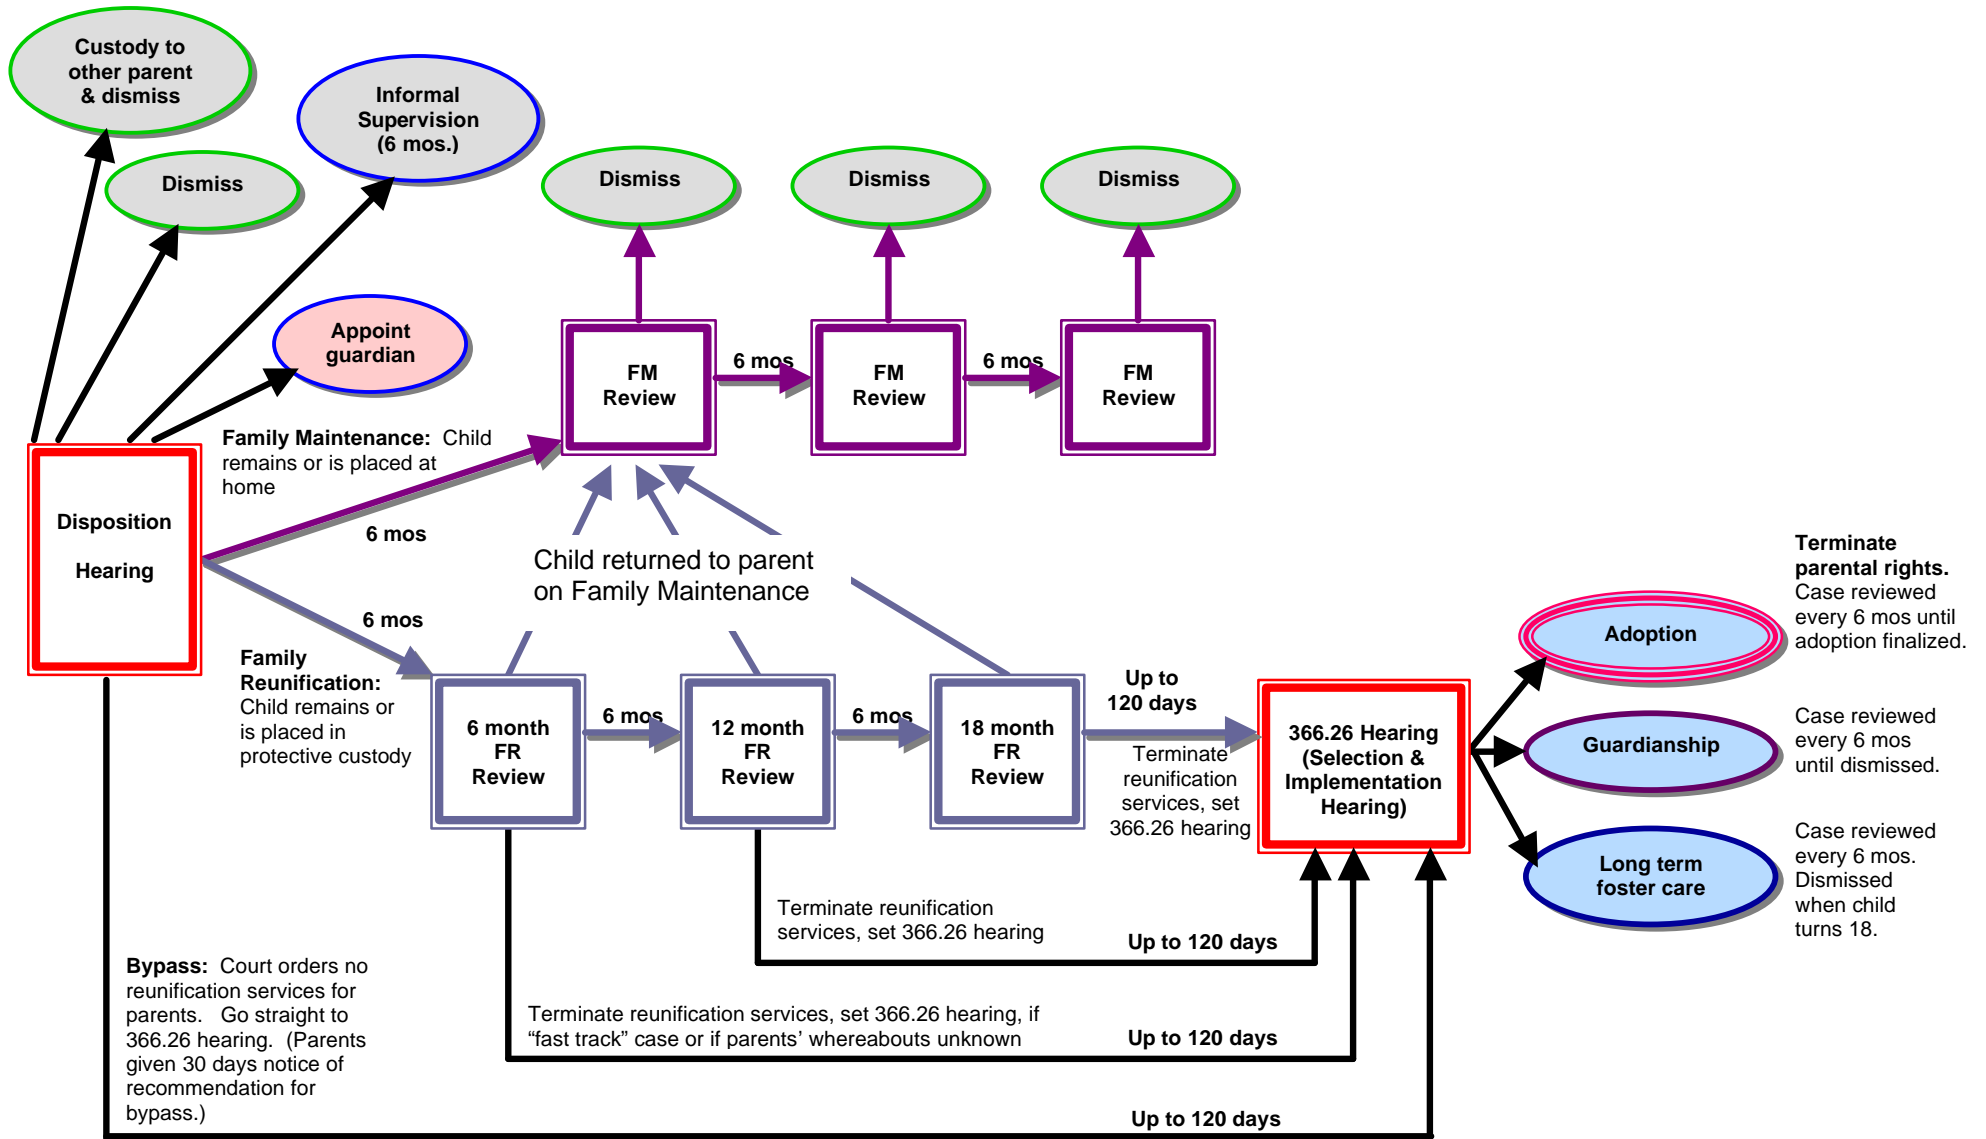 Custody to
other parent
& dismiss
Informal
Supervision
(6 mos.)
Dismiss
Dismiss
Dismiss
Dismiss
Appoint
guardian
FM
Review
6 mos
FM
Review
6 mos
FM
Review
Family Maintenance: Child
remains or is placed at
home
6 mos
Disposition
Hearing
Child returned to parent
on Family Maintenance
6 mos
Family
Reunification:
Child remains or
is placed in
protective custody
6 month
FR
Review
6 mos
12 month
FR
Review
6 mos
18 month
FR
Review
Up to
120 days
Terminate
reunification
services, set
366.26 hearing
366.26 Hearing
(Selection &
Implementation
Hearing)
Adoption
Terminate
parental rights.
Case reviewed
every 6 mos until
adoption finalized.
Guardianship
Case reviewed
every 6 mos
until dismissed.
Long term
foster care
Case reviewed
every 6 mos.
Dismissed
when child
turns 18.
Terminate reunification
services, set 366.26 hearing
Up to 120 days
Terminate reunification services, set 366.26 hearing, if
“fast track” case or if parents’ whereabouts unknown
Up to 120 days
Bypass: Court orders no
reunification services for
parents. Go straight to
366.26 hearing. (Parents
given 30 days notice of
recommendation for
bypass.)
Up to 120 days